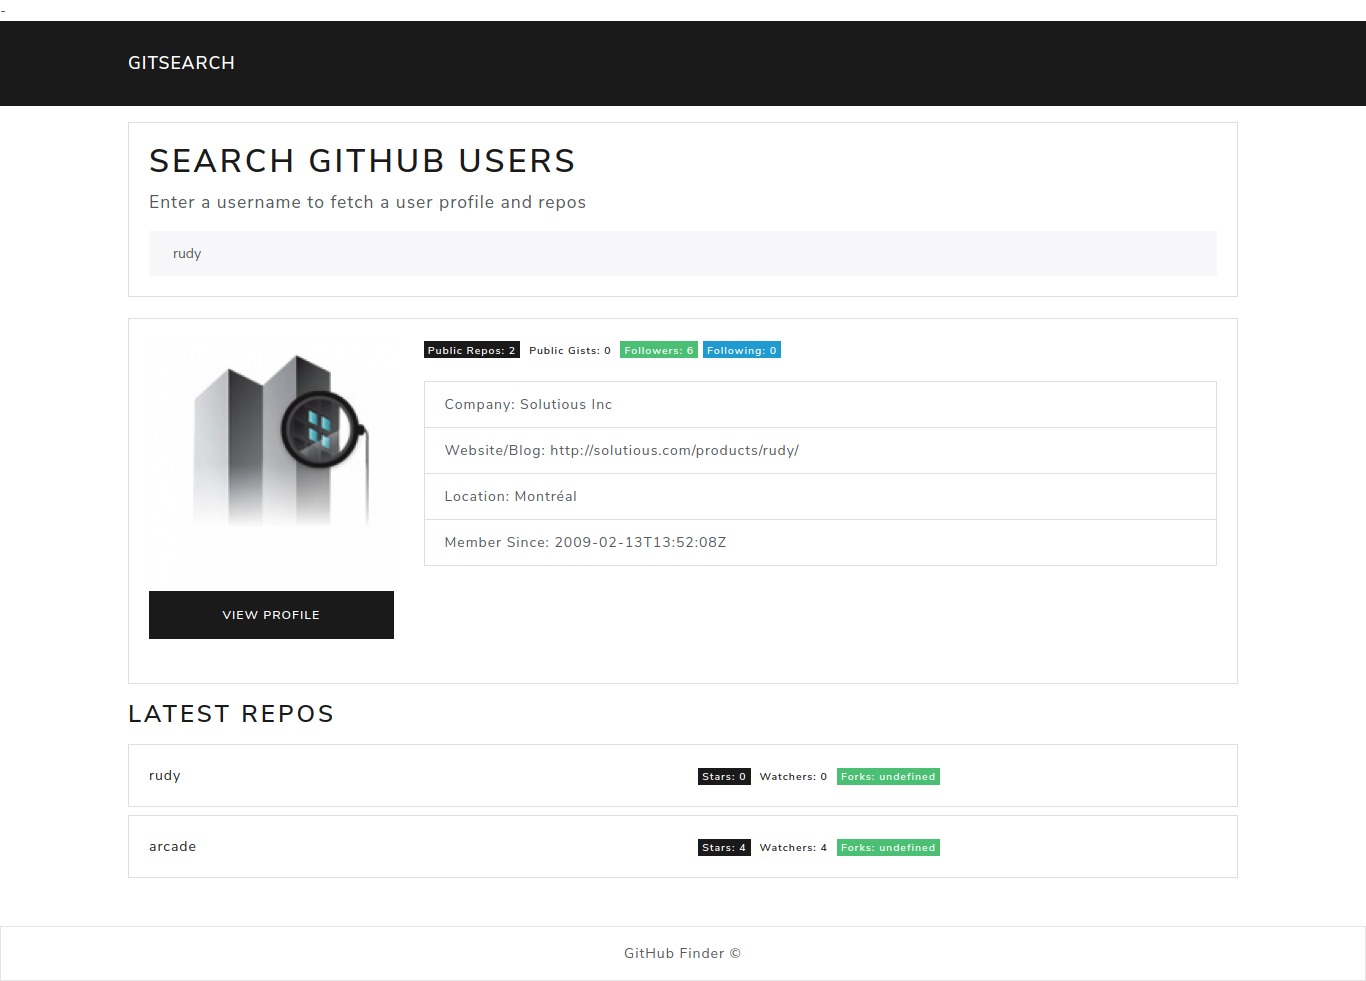 -
GITSEARCH
SEARCH GITHUB USERS
Enter a username to fetch a user profile and repos
rudy
Public Repos: 2 Public Gists: 0 Followers: 6 Following: 0
Company: Solutious Inc
Website/Blog: http://solutious.com/products/rudy/
Location: Montréal
Member Since: 2009-02-13T13:52:08Z
VIEW PROFILE
LATEST REPOS
rudy Stars: 0 Watchers: 0 Forks: undefined
arcade Stars: 4 Watchers: 4 Forks: undefined
GitHub Finder ©